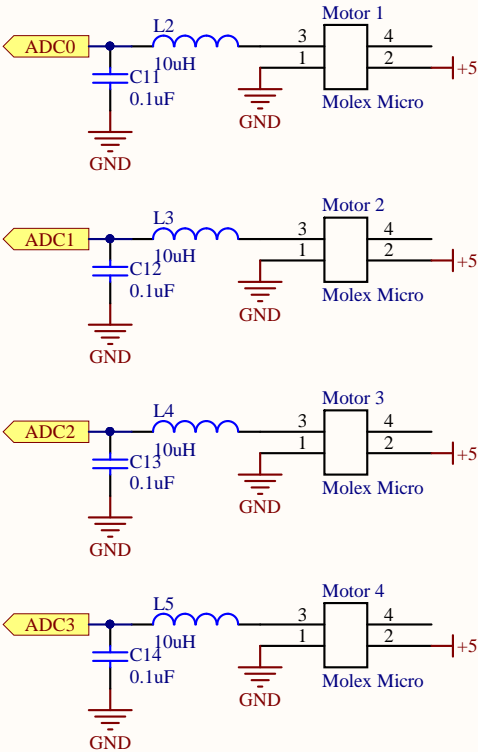 Motor 1
L2
ADC0
3
4
10uH
1
2
+5
C11
0.1uF
GND
GND
Molex Micro
Motor 2
L3
ADC1
3
4
10uH
1
2
+5
C12
0.1uF
GND
GND
Molex Micro
Motor 3
L4
ADC2
3
4
10uH
1
2
+5
C13
0.1uF
GND
GND
Molex Micro
Motor 4
L5
ADC3
3
4
10uH
1
2
+5
C14
0.1uF
GND
GND
Molex Micro